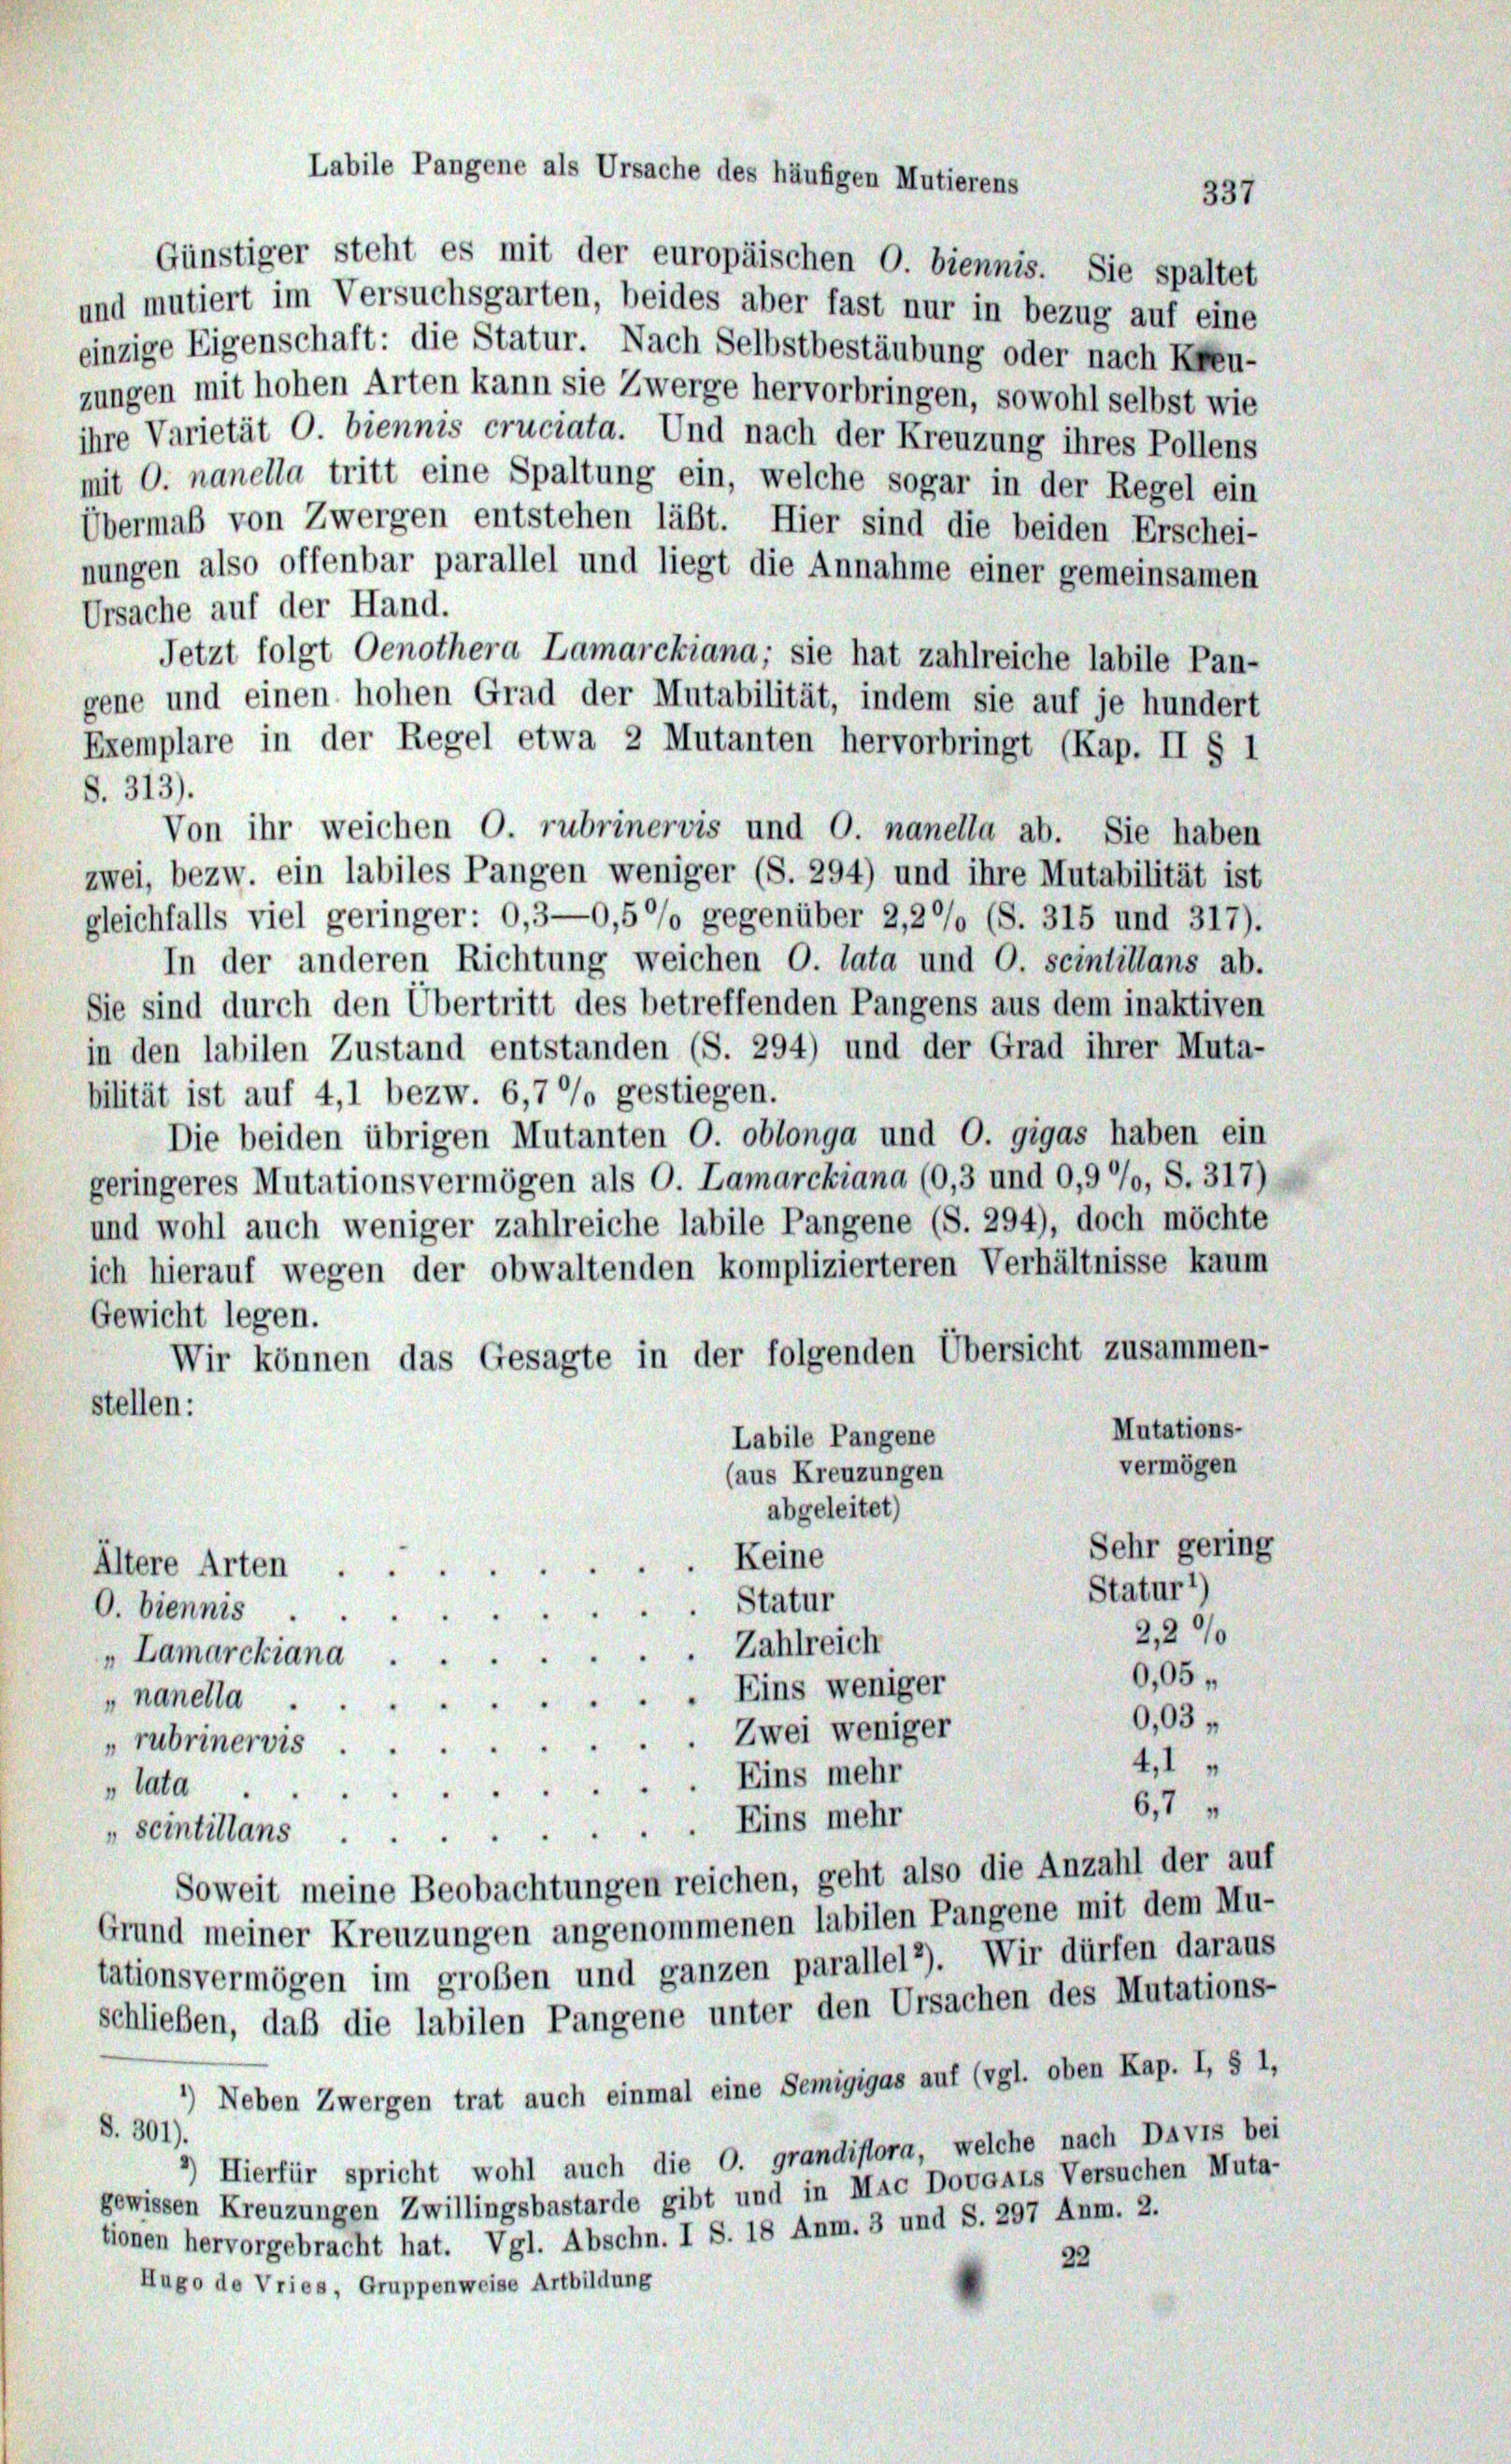 Labile Pangene als Ursache des häufigen Mutierens 337
Günstiger steht es mit der europäischen O. biennis. Sie spaltet
und mutiert im Versuchsgarten, beides aber fast nur in bezug auf eine
einzige Eigenschaft: die Statur. Nach Selbstbestäubung oder nach Kreu-
zungen mit hohen Arten kann sie Zwerge hervorbringen, sowohl selbst wie
ihre Varietät O. biennis cruciata. Und nach der Kreuzung ihres Pollens
mit O. nanella tritt eine Spaltung ein, welche sogar in der Regel ein
Übermaß von Zwergen entstehen läßt. Hier sind die beiden Erschei-
nungen also offenbar parallel und liegt die Annahme einer gemeinsamen
Ursache auf der Hand.
Jetzt folgt Oenothera Lamarckiana; sie hat zahlreiche labile Pan-
gene und einen hohen Grad der Mutabilität, indem sie auf je hundert
Exemplare in der Regel etwa 2 Mutanten hervorbringt (Kap. II § 1
S. 313).
Von ihr weichen O. rubrinervis und O. nanella ab. Sie haben
zwei, bezw. ein labiles Pangen weniger (S. 294) und ihre Mutabilität ist
gleichfalls viel geringer: 0,3—0,5% gegenüber 2,2% (S. 315 und 317).
In der anderen Richtung weichen O. lata und O. scintillans ab.
Sie sind durch den Übertritt des betreffenden Pangens aus dem inaktiven
in den labilen Zustand entstanden (S. 294) und der Grad ihrer Muta-
bilität ist auf 4,1 bezw. 6,7% gestiegen.
Die beiden übrigen Mutanten O. oblonga und O. gigas haben ein
geringeres Mutationsvermögen als O. Lamarckiana (0,3 und 0,9%, S. 317)
und wohl auch weniger zahlreiche labile Pangene (S. 294), doch möchte
ich hierauf wegen der obwaltenden komplizierteren Verhältnisse kaum
Gewicht legen.
Wir können das Gesagte in der folgenden Übersicht zusammen-
stellen:
Labile Pangene Mutations-
(aus Kreuzungen vermögen
abgeleitet)
Ältere Arten . . . . . . . . Keine Sehr gering
O. biennis . . . . . . . . . Statur Statur¹)
„ Lamarckiana . . . . . . . Zahlreich 2,2 %
„ nanella . . . . . . . . . Eins weniger 0,05 „
„ rubrinervis . . . . . . . . Zwei weniger 0,03 „
„ lata . . . . . . . . . . Eins mehr 4,1 „
„ scintillans . . . . . . . . Eins mehr 6,7 „
Soweit meine Beobachtungen reichen, geht also die Anzahl der auf
Grund meiner Kreuzungen angenommenen labilen Pangene mit dem Mu-
tationsvermögen im großen und ganzen parallel²). Wir dürfen daraus
schließen, daß die labilen Pangene unter den Ursachen des Mutations-
¹) Neben Zwergen trat auch einmal eine Semigigas auf (vgl. oben Kap. I, § 1,
S. 301).
²) Hierfür spricht wohl auch die O. grandiflora, welche nach DAVIS bei
gewissen Kreuzungen Zwillingsbastarde gibt und in MAC DOUGALS Versuchen Muta-
tionen hervorgebracht hat. Vgl. Abschn. I S. 18 Anm. 3 und S. 297 Anm. 2.
Hugo de Vries, Gruppenweise Artbildung 22